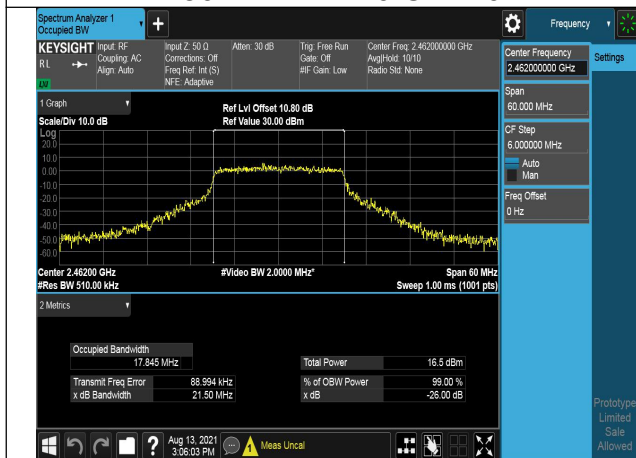 Spectrum Analyzer 1
Occupied BW
Frequency
KEYSIGHT
Input: RF
Coupling: AC
Align: Auto
Input Z: 50 Ω
Corrections: Off
Freq Ref: Int (S)
NFE: Adaptive
Atten: 30 dB
Trig: Free Run
Gate: Off
#IF Gain: Low
Center Freq: 2.462000000 GHz
Avg|Hold: 10/10
Radio Std: None
R L
LXI
Center Frequency
2.462000000 GHz
Settings
Span
60.000 MHz
CF Step
6.000000 MHz
Auto
Man
Freq Offset
0 Hz
1 Graph
Scale/Div 10.0 dB
Ref Lvl Offset 10.80 dB
Ref Value 30.00 dBm
Log
20.0
10.0
0.00
-10.0
-20.0
-30.0
-40.0
-50.0
-60.0
Center 2.46200 GHz
#Video BW 2.0000 MHz*
Span 60 MHz
#Res BW 510.00 kHz
Sweep 1.00 ms (1001 pts)
2 Metrics
Occupied Bandwidth
17.845 MHz
Total Power 16.5 dBm
Transmit Freq Error 88.994 kHz
% of OBW Power 99.00 %
x dB Bandwidth 21.50 MHz
x dB -26.00 dB
Prototype
Limited
Sale
Allowed
?
Aug 13, 2021
3:06:03 PM
1
Meas Uncal